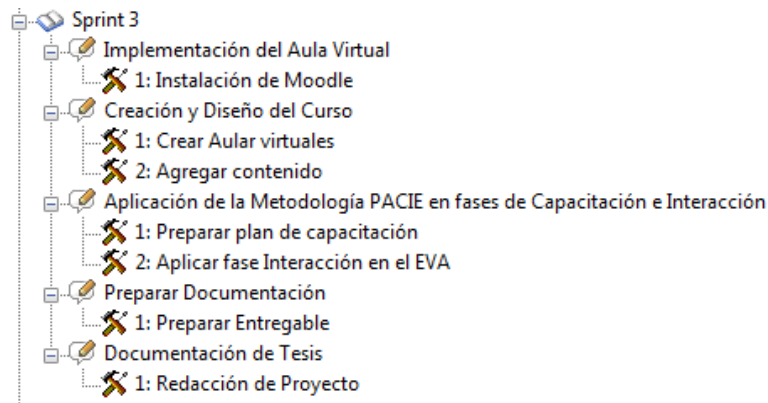 Sprint 3
Implementación del Aula Virtual
1: Instalación de Moodle
Creación y Diseño del Curso
1: Crear Aular virtuales
2: Agregar contenido
Aplicación de la Metodología PACIE en fases de Capacitación e Interacción
1: Preparar plan de capacitación
2: Aplicar fase Interacción en el EVA
Preparar Documentación
1: Preparar Entregable
Documentación de Tesis
1: Redacción de Proyecto